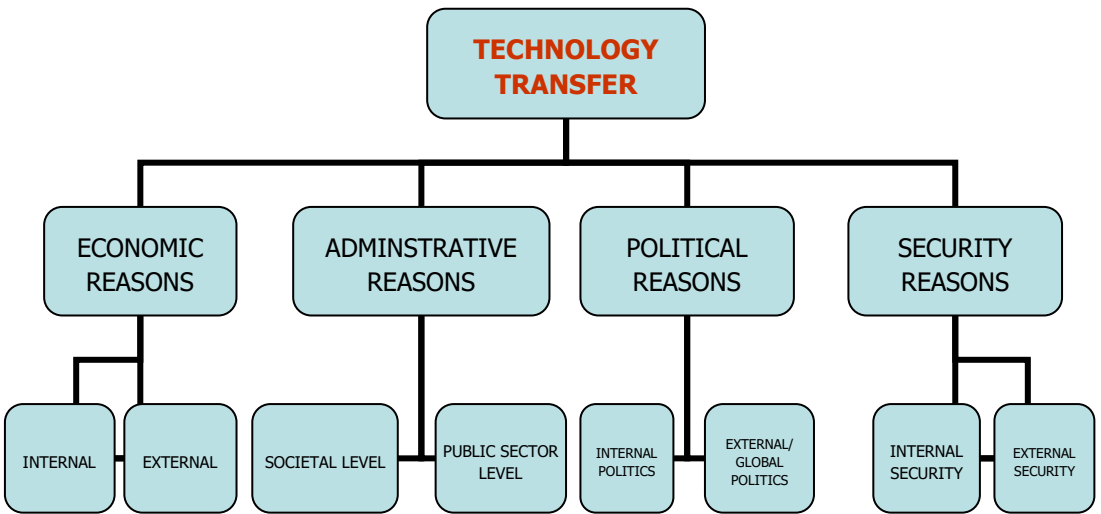 TECHNOLOGY
TRANSFER
ECONOMIC
REASONS
ADMINSTRATIVE
REASONS
POLITICAL
REASONS
SECURITY
REASONS
INTERNAL
EXTERNAL
SOCIETAL LEVEL
PUBLIC SECTOR
LEVEL
INTERNAL
POLITICS
EXTERNAL/
GLOBAL
POLITICS
INTERNAL
SECURITY
EXTERNAL
SECURITY